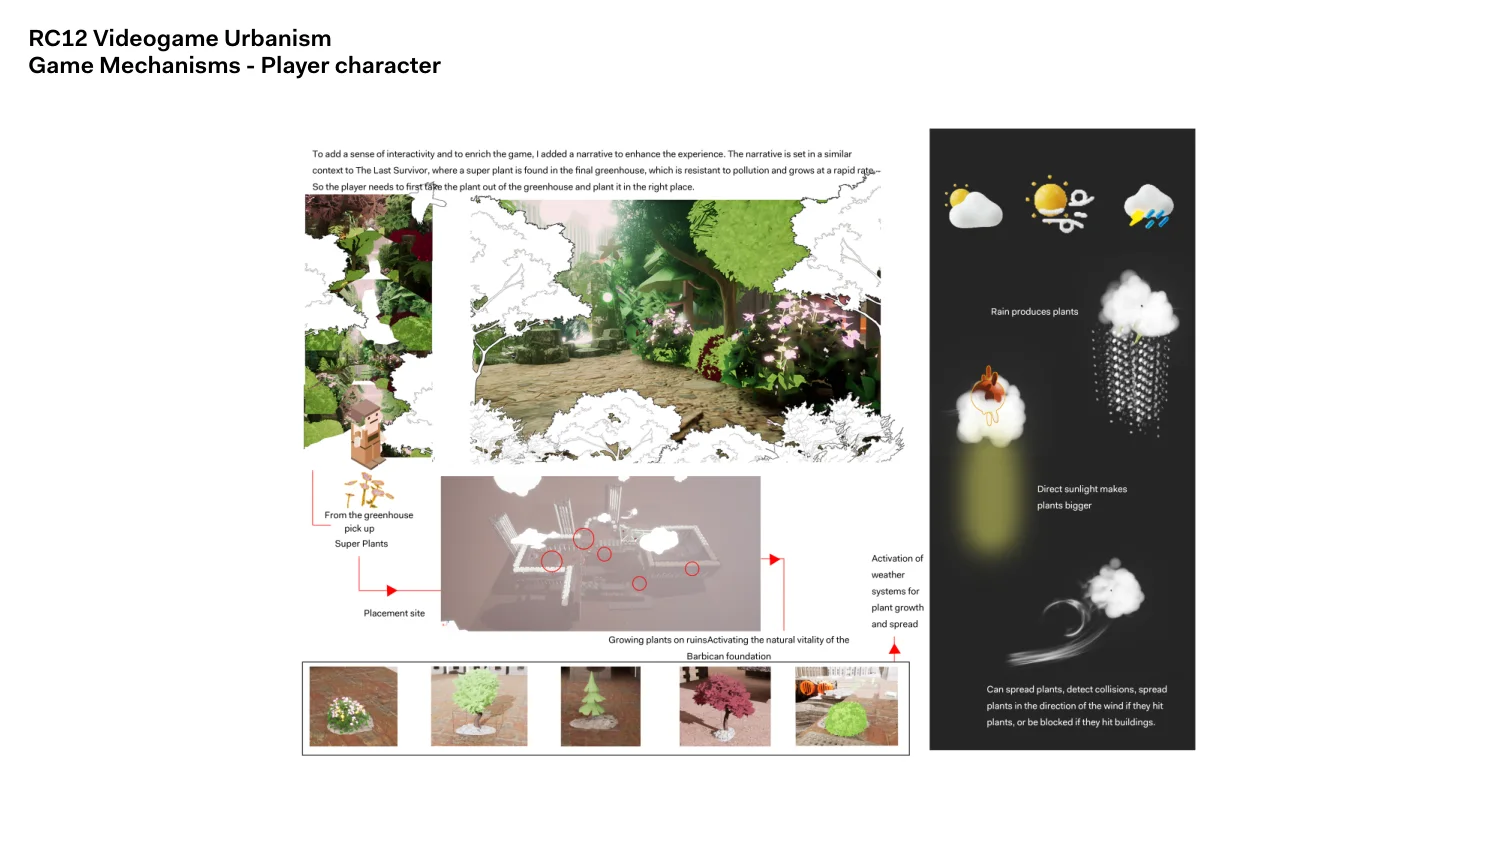 RC12 Videogame Urbanism
Game Mechanisms - Player character
To add a sense of interactivity and to enrich the game, I added a narrative to enhance the experience. The narrative is set in a similar
context to The Last Survivor, where a super plant is found in the final greenhouse, which is resistant to pollution and grows at a rapid rate.
So the player needs to first take the plant out of the greenhouse and plant it in the right place.
From the greenhouse
pick up
Super Plants
Placement site
Growing plants on ruinsActivating the natural vitality of the
Barbican foundation
Activation of
weather
systems for
plant growth
and spread
Rain produces plants
Direct sunlight makes
plants bigger
Can spread plants, detect collisions, spread
plants in the direction of the wind if they hit
plants, or be blocked if they hit buildings.